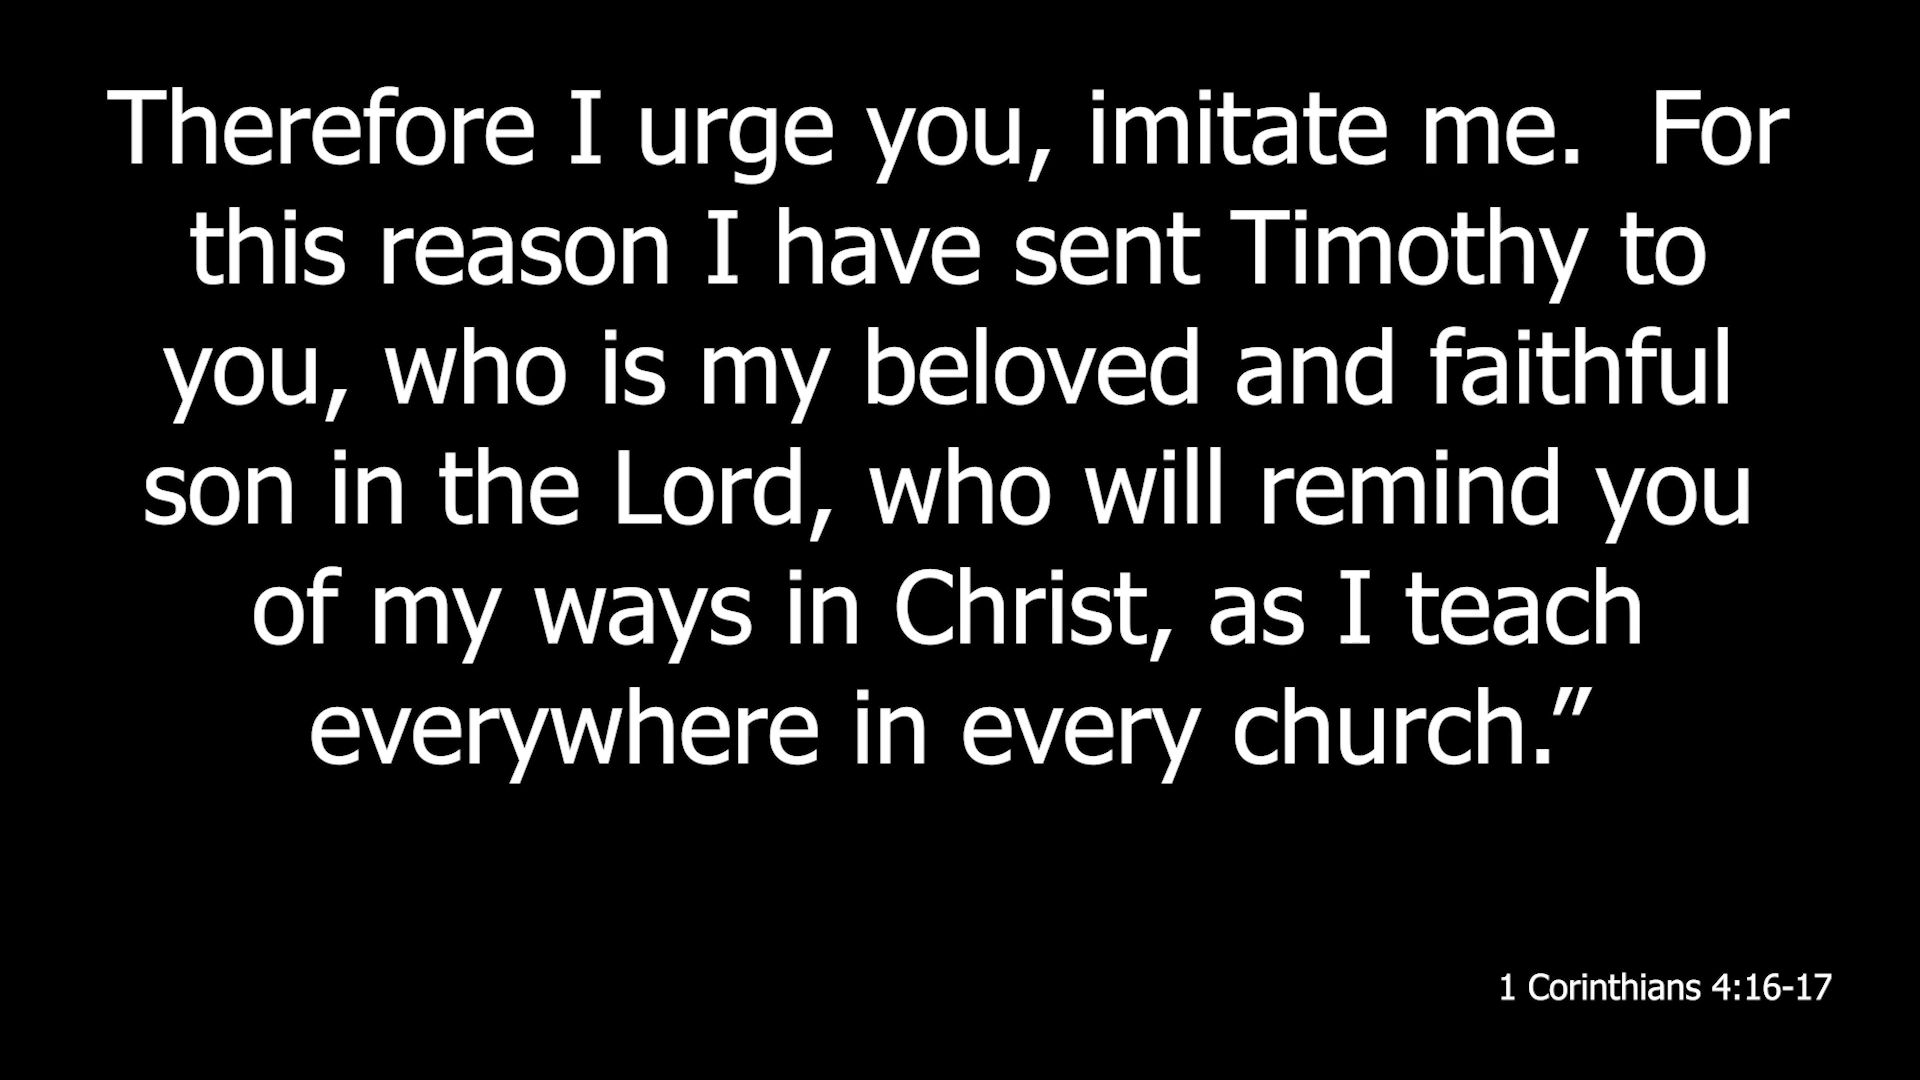 Therefore I urge you, imitate me.  For
this reason I have sent Timothy to
you, who is my beloved and faithful
son in the Lord, who will remind you
of my ways in Christ, as I teach
everywhere in every church.”
1 Corinthians 4:16-17